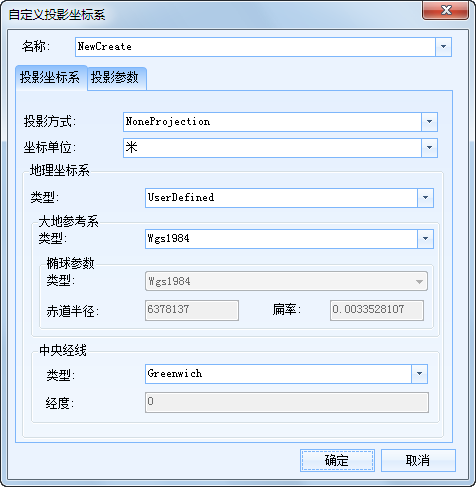 自定义投影坐标系
名称: NewCreate
投影坐标系 投影参数
投影方式: NoneProjection
坐标单位: 米
地理坐标系
类型: UserDefined
大地参考系
类型: Wgs1984
椭球参数
类型: Wgs1984
赤道半径: 6378137 扁率: 0.0033528107
中央经线
类型: Greenwich
经度: 0
确定 取消